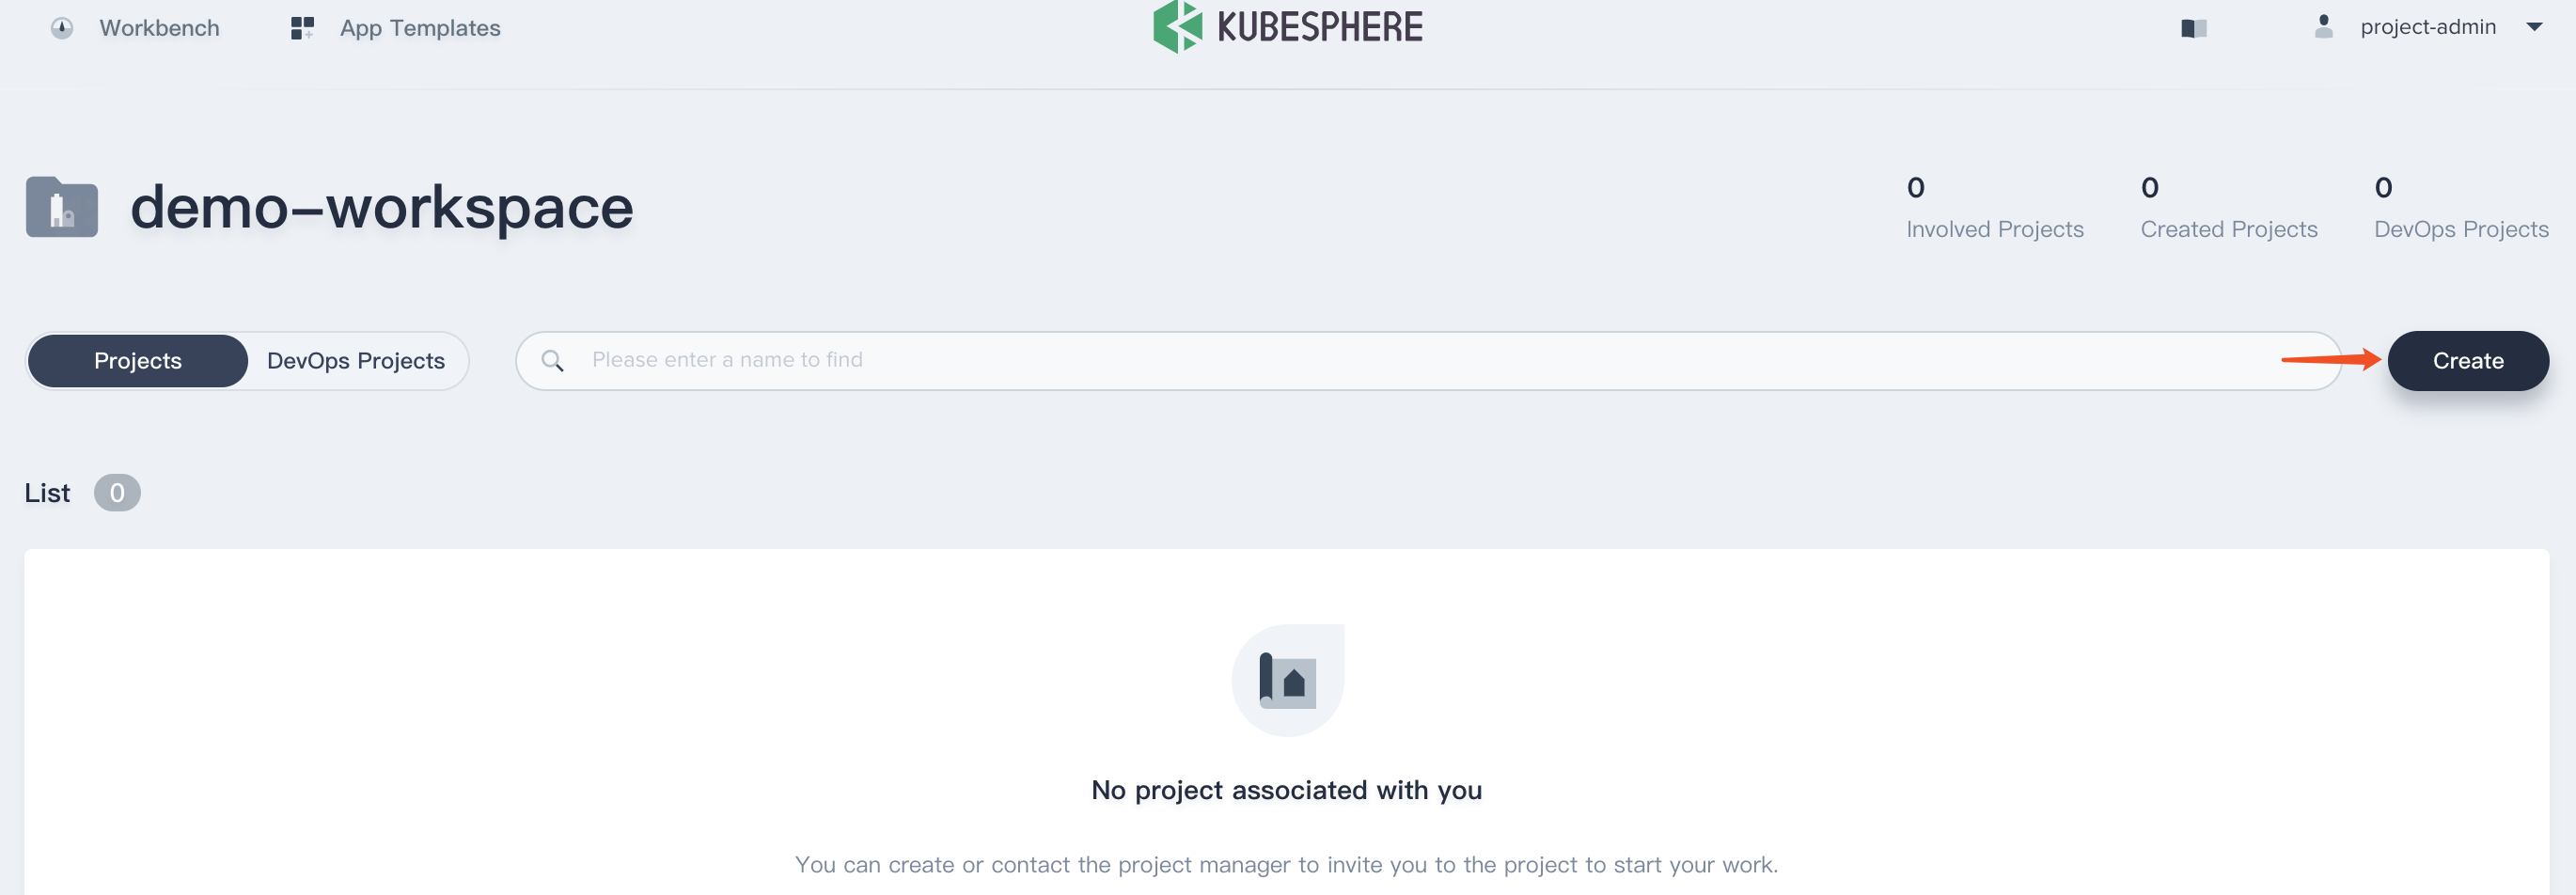 Workbench
App Templates
KUBESPHERE
project-admin
demo-workspace
0
Involved Projects
0
Created Projects
0
DevOps Projects
Projects
DevOps Projects
Please enter a name to find
Create
List
0
No project associated with you
You can create or contact the project manager to invite you to the project to start your work.